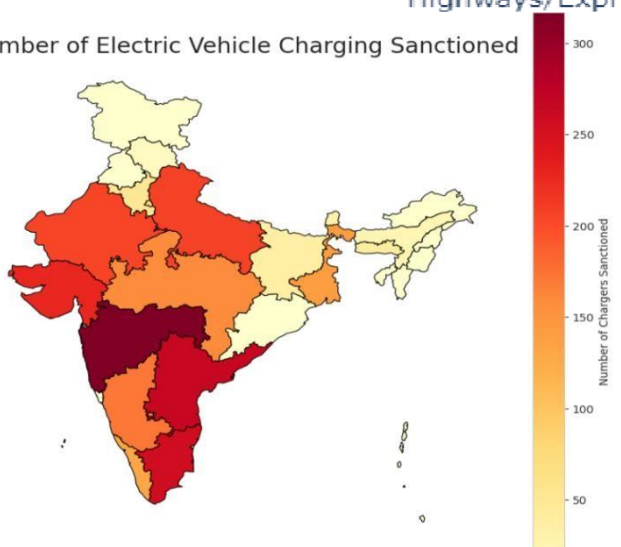 Highways/Expr
mber of Electric Vehicle Charging Sanctioned
300
250
200
150
100
50
Number of Chargers Sanctioned